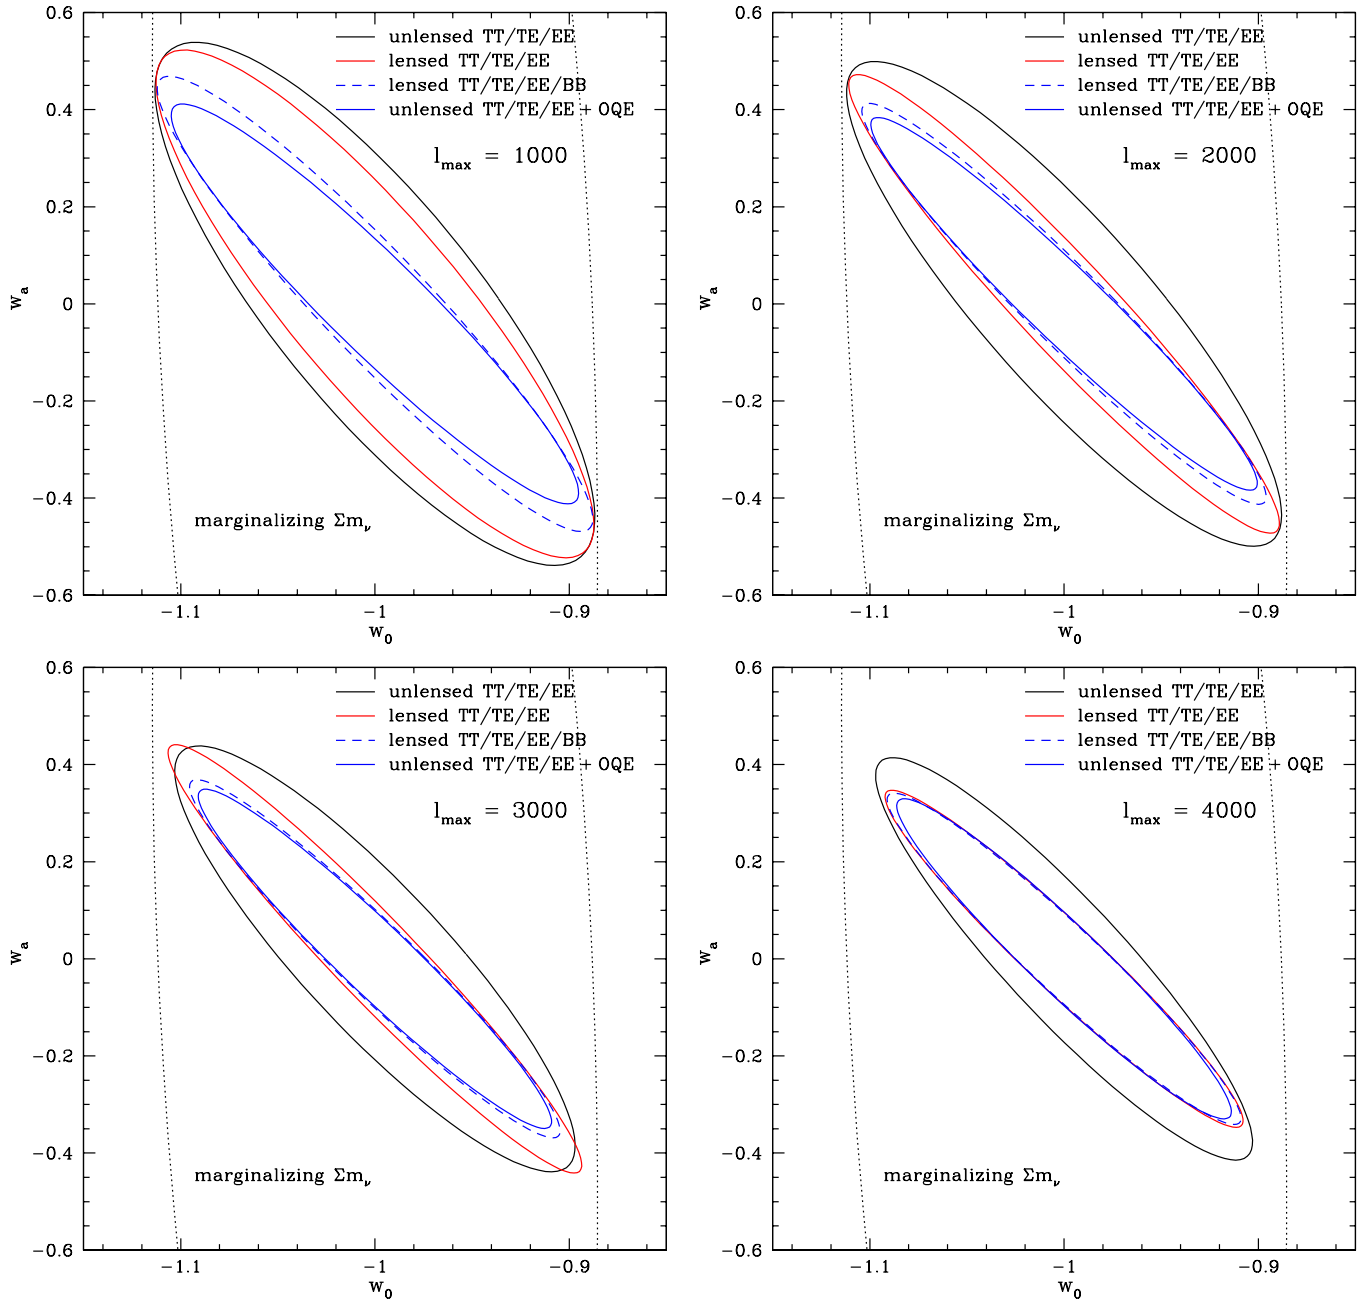 0.6
0.4
0.2
0
−0.2
−0.4
−0.6
w_a
unlensed TT/TE/EE
lensed TT/TE/EE
lensed TT/TE/EE/BB
unlensed TT/TE/EE + OQE
l_max = 1000
marginalizing Σm_ν
−1.1
−1
−0.9
w_0
0.6
0.4
0.2
0
−0.2
−0.4
−0.6
w_a
unlensed TT/TE/EE
lensed TT/TE/EE
lensed TT/TE/EE/BB
unlensed TT/TE/EE + OQE
l_max = 2000
marginalizing Σm_ν
−1.1
−1
−0.9
w_0
0.6
0.4
0.2
0
−0.2
−0.4
−0.6
w_a
unlensed TT/TE/EE
lensed TT/TE/EE
lensed TT/TE/EE/BB
unlensed TT/TE/EE + OQE
l_max = 3000
marginalizing Σm_ν
−1.1
−1
−0.9
w_0
0.6
0.4
0.2
0
−0.2
−0.4
−0.6
w_a
unlensed TT/TE/EE
lensed TT/TE/EE
lensed TT/TE/EE/BB
unlensed TT/TE/EE + OQE
l_max = 4000
marginalizing Σm_ν
−1.1
−1
−0.9
w_0